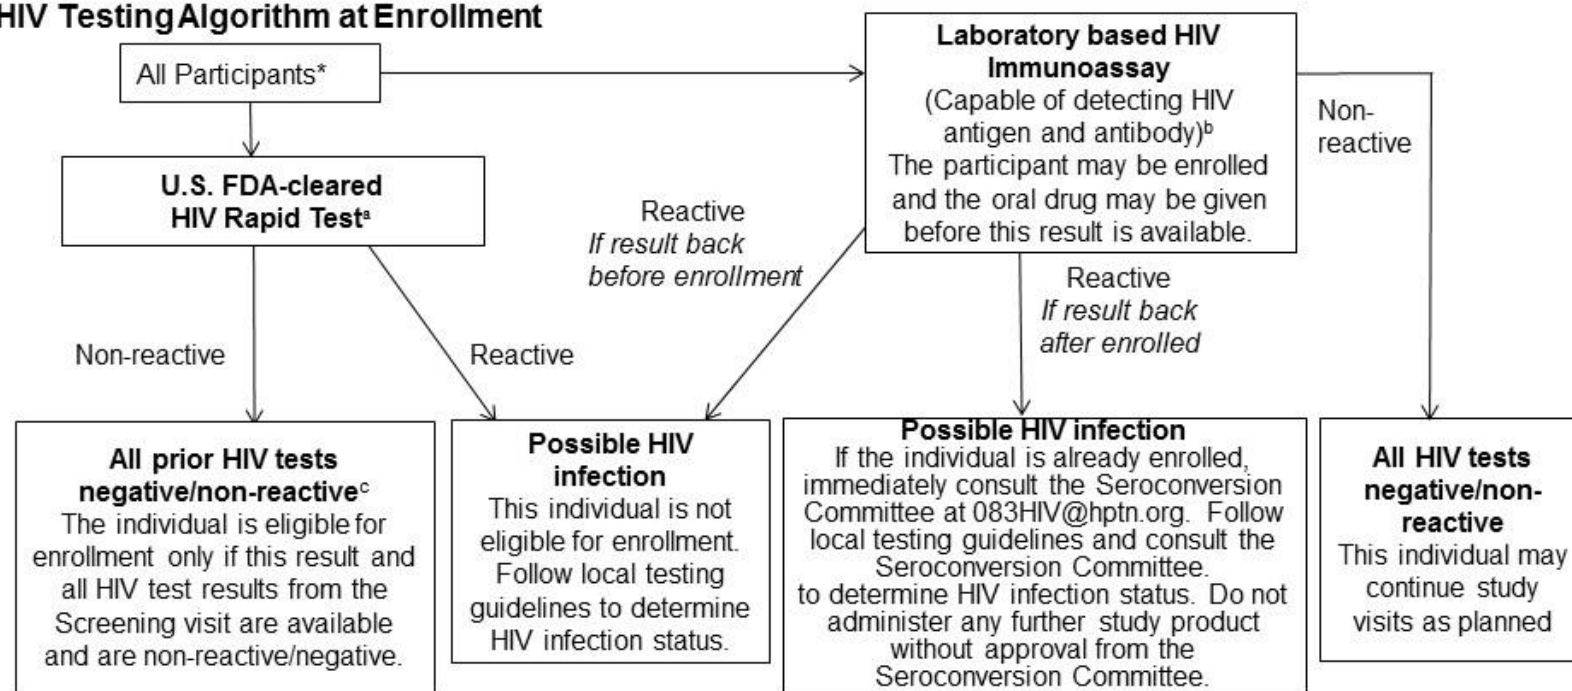 HIV Testing Algorithm at Enrollment
All Participants*
U.S. FDA-cleared
HIV Rapid Testᵃ
Laboratory based HIV
Immunoassay
(Capable of detecting HIV
antigen and antibody)ᵇ
The participant may be enrolled
and the oral drug may be given
before this result is available.
Non-
reactive
Reactive
If result back
before enrollment
Reactive
If result back
after enrolled
Non-reactive
Reactive
All prior HIV tests
negative/non-reactiveᶜ
The individual is eligible for
enrollment only if this result and
all HIV test results from the
Screening visit are available
and are non-reactive/negative.
Possible HIV
infection
This individual is not
eligible for enrollment.
Follow local testing
guidelines to determine
HIV infection status.
Possible HIV infection
If the individual is already enrolled,
immediately consult the Seroconversion
Committee at 083HIV@hptn.org. Follow
local testing guidelines and consult the
Seroconversion Committee.
to determine HIV infection status. Do not
administer any further study product
without approval from the
Seroconversion Committee.
All HIV tests
negative/non-
reactive
This individual may
continue study
visits as planned